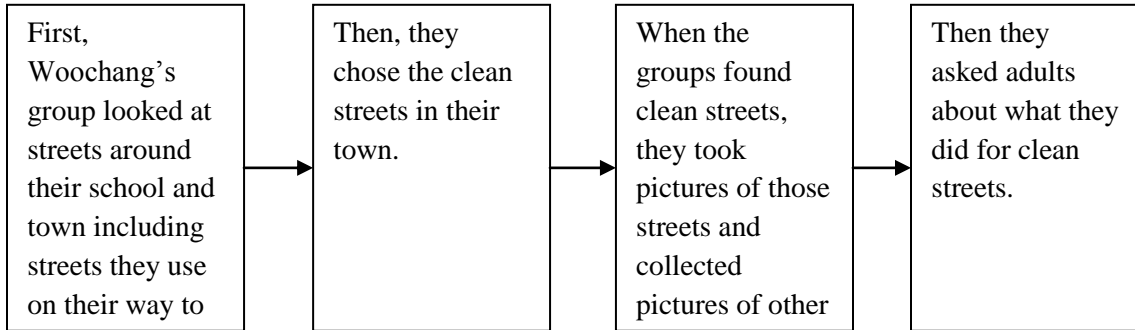 First,
Woochang's
group looked at
streets around
their school and
town including
streets they use
on their way to
Then, they
chose the clean
streets in their
town.
When the
groups found
clean streets,
they took
pictures of those
streets and
collected
pictures of other
Then they
asked adults
about what they
did for clean
streets.